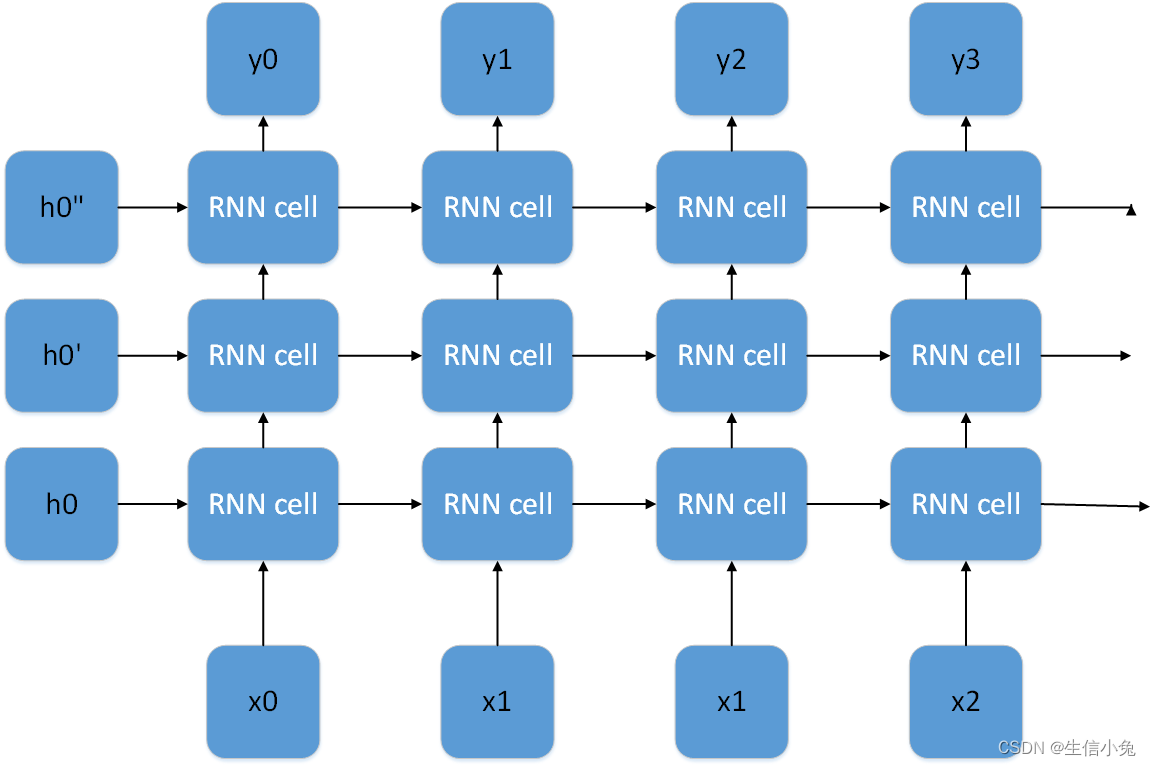 y0 y1 y2 y3
h0" RNN cell RNN cell RNN cell RNN cell
h0' RNN cell RNN cell RNN cell RNN cell
h0 RNN cell RNN cell RNN cell RNN cell
x0 x1 x1 x2
CSDN @生信小兔